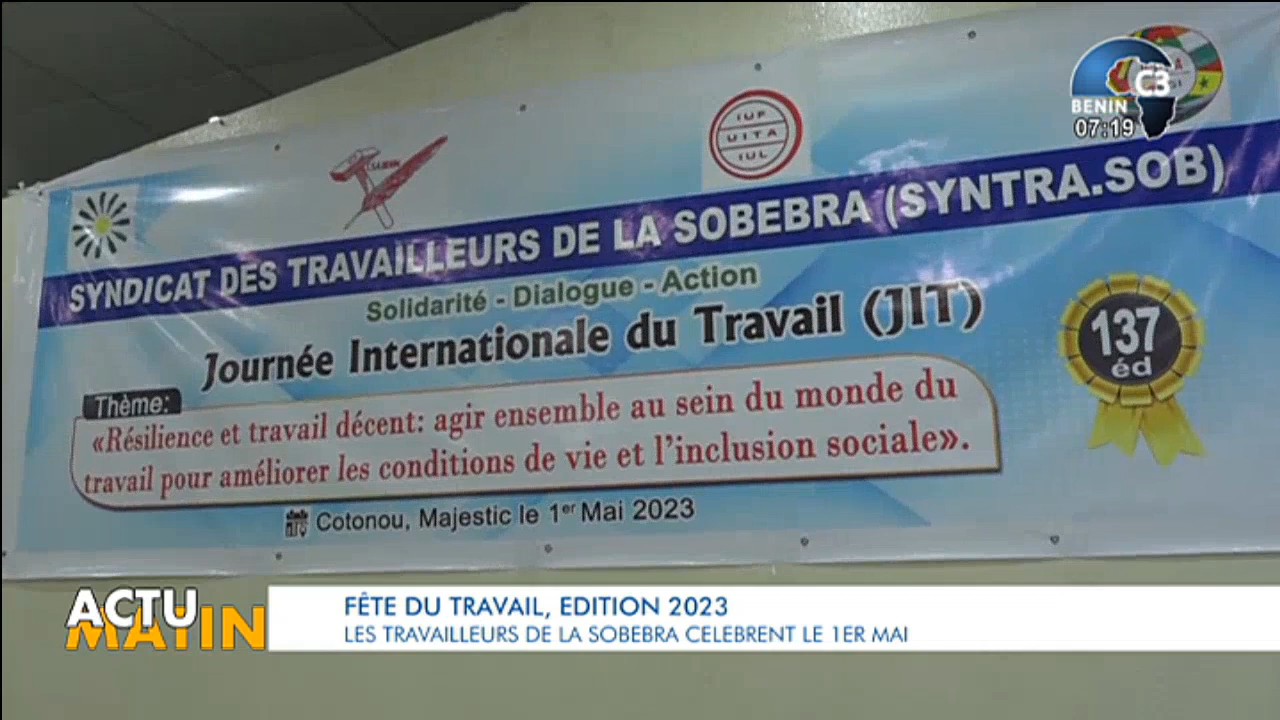 C3
BENIN
07:19
IUF
UITA
IUL
SYNDICAT DES TRAVAILLEURS DE LA SOBEBRA (SYNTRA.SOB)
Solidarité - Dialogue - Action
Journée Internationale du Travail (JIT)
137
éd
Thème:
«Résilience et travail décent: agir ensemble au sein du monde du
travail pour améliorer les conditions de vie et l'inclusion sociale».
Cotonou, Majestic le 1er Mai 2023
ACTU
MATIN
FÊTE DU TRAVAIL, EDITION 2023
LES TRAVAILLEURS DE LA SOBEBRA CELEBRENT LE 1ER MAI